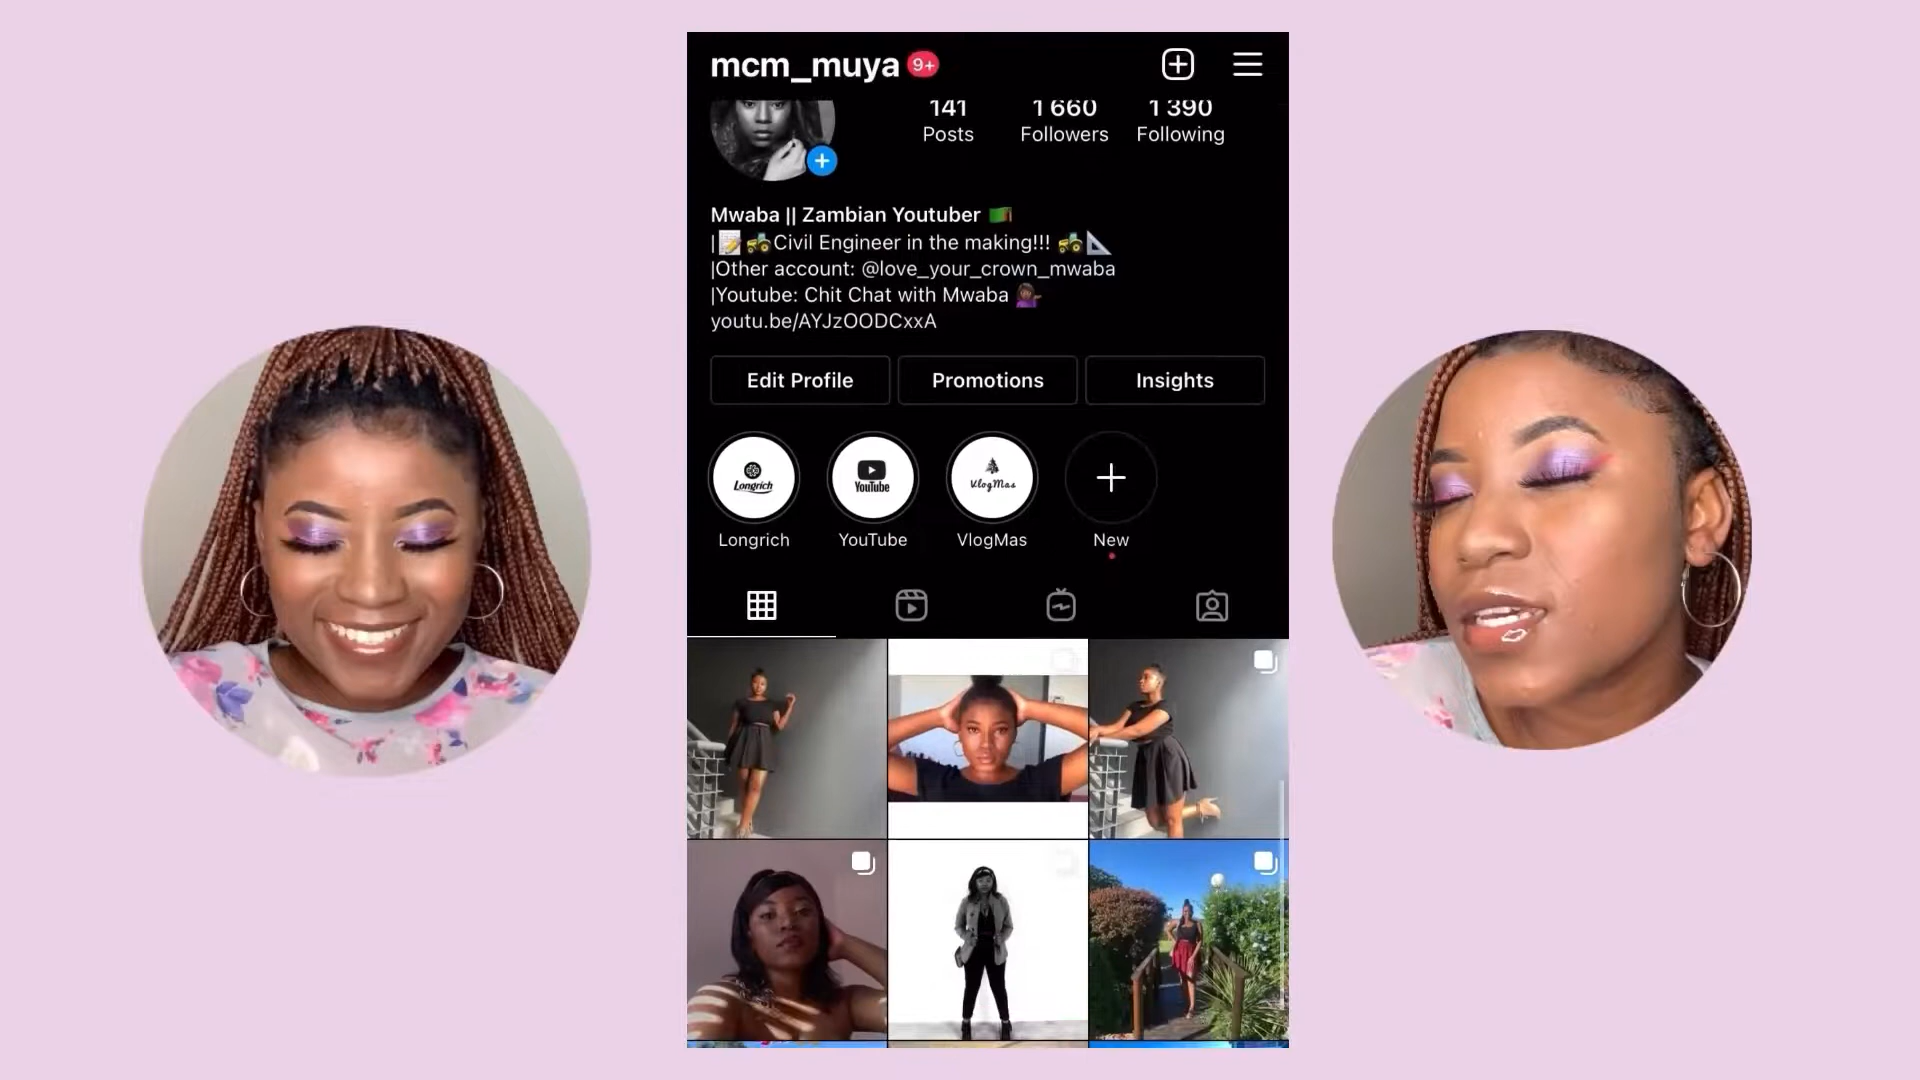 mcm_muya 9+
141 1 660 1 390
Posts Followers Following
Mwaba || Zambian Youtuber 🇿🇲
|📝🚜Civil Engineer in the making!!! 🚜📐
|Other account: @love_your_crown_mwaba
|Youtube: Chit Chat with Mwaba 💁🏾‍♀️
youtu.be/AYJzOODCxxA
Edit Profile Promotions Insights
Longrich YouTube VlogMas
Longrich YouTube VlogMas New